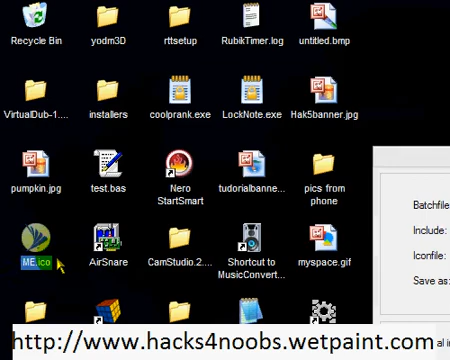 Recycle Bin
yodm3D
rttsetup
RubikTimer.log
untitled.bmp
VirtualDub-1....
installers
coolprank.exe
LockNote.exe
Hak5banner.jpg
pumpkin.jpg
test.bas
Nero
StartSmart
tudorialbanne...
pics from
phone
Batchfile:
Include:
Iconfile:
Save as:
ME.ico
AirSnare
CamStudio.2....
Shortcut to
MusicConvert...
myspace.gif
http://www.hacks4noobs.wetpaint.com